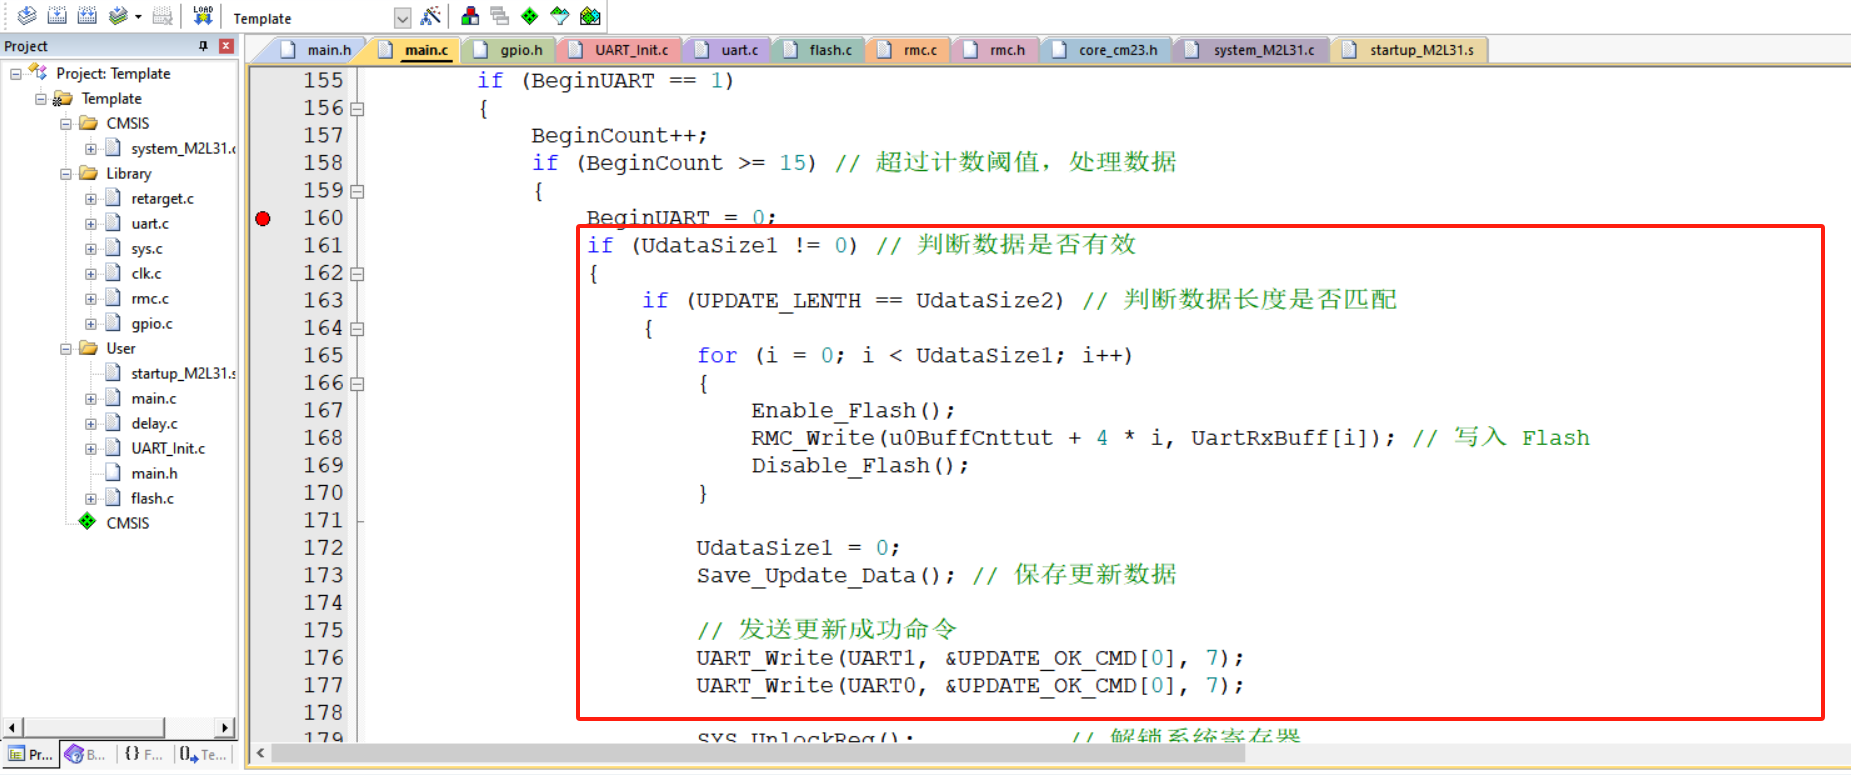 LOAD
Template
Project
main.h
main.c
gpio.h
UART_Init.c
uart.c
flash.c
rmc.c
rmc.h
core_cm23.h
system_M2L31.c
startup_M2L31.s
Project: Template
Template
CMSIS
system_M2L31.c
Library
retarget.c
uart.c
sys.c
clk.c
rmc.c
gpio.c
User
startup_M2L31.s
main.c
delay.c
UART_Init.c
main.h
flash.c
CMSIS
Pr...
B...
{} F...
Te...
155 if (BeginUART == 1)
156 {
157 BeginCount++;
158 if (BeginCount >= 15) // 超过计数阈值，处理数据
159 {
160 BeginUART = 0;
161 if (UdataSize1 != 0) // 判断数据是否有效
162 {
163 if (UPDATE_LENTH == UdataSize2) // 判断数据长度是否匹配
164 {
165 for (i = 0; i < UdataSize1; i++)
166 {
167 Enable_Flash();
168 RMC_Write(u0BuffCnttut + 4 * i, UartRxBuff[i]); // 写入 Flash
169 Disable_Flash();
170 }
171
172 UdataSize1 = 0;
173 Save_Update_Data(); // 保存更新数据
174
175 // 发送更新成功命令
176 UART_Write(UART1, &UPDATE_OK_CMD[0], 7);
177 UART_Write(UART0, &UPDATE_OK_CMD[0], 7);
178
179 SYS_UnlockReg(); // 解锁系统寄存器